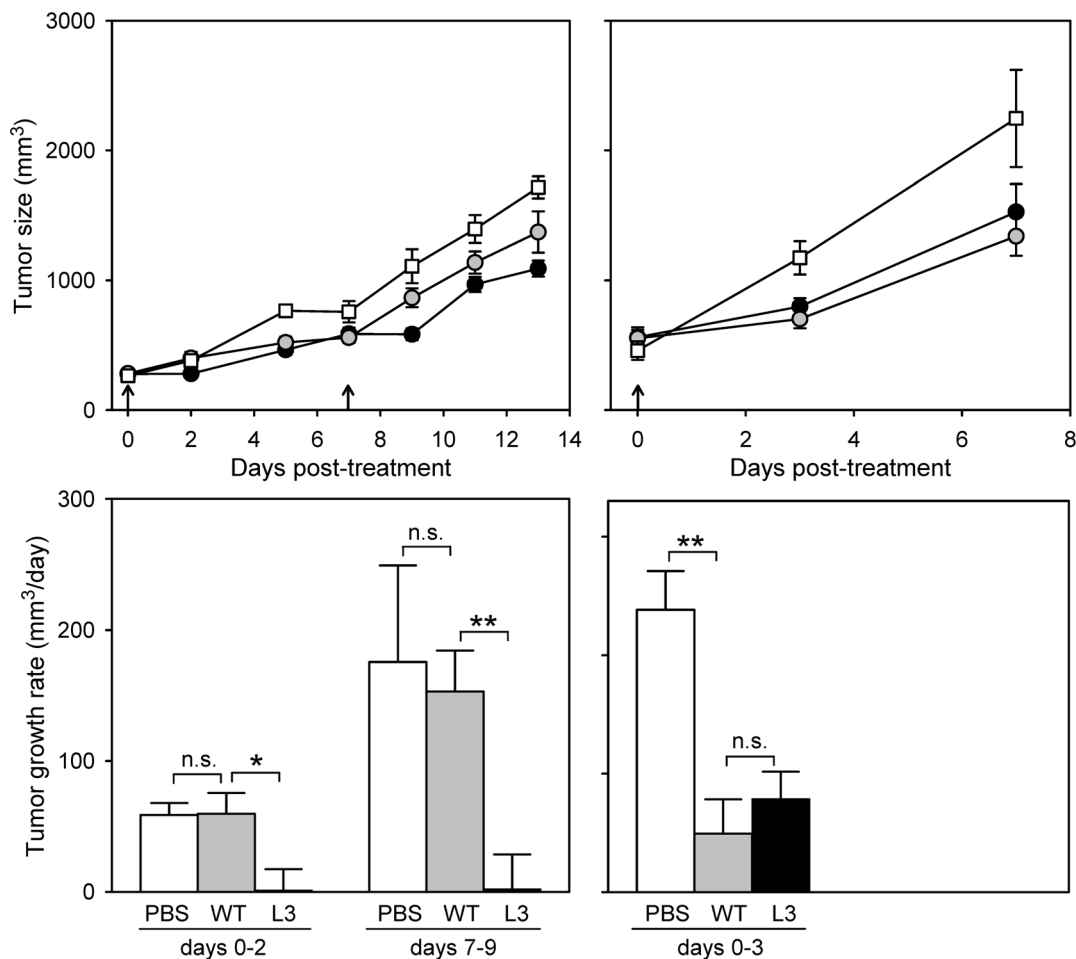 Tumor size (mm³)
3000
2000
1000
0
0 2 4 6 8 10 12 14
Days post-treatment
0 2 4 6 8
Days post-treatment
Tumor growth rate (mm³/day)
300
200
100
0
n.s.
*
n.s.
**
PBS WT L3
days 0-2
PBS WT L3
days 7-9
**
n.s.
PBS WT L3
days 0-3